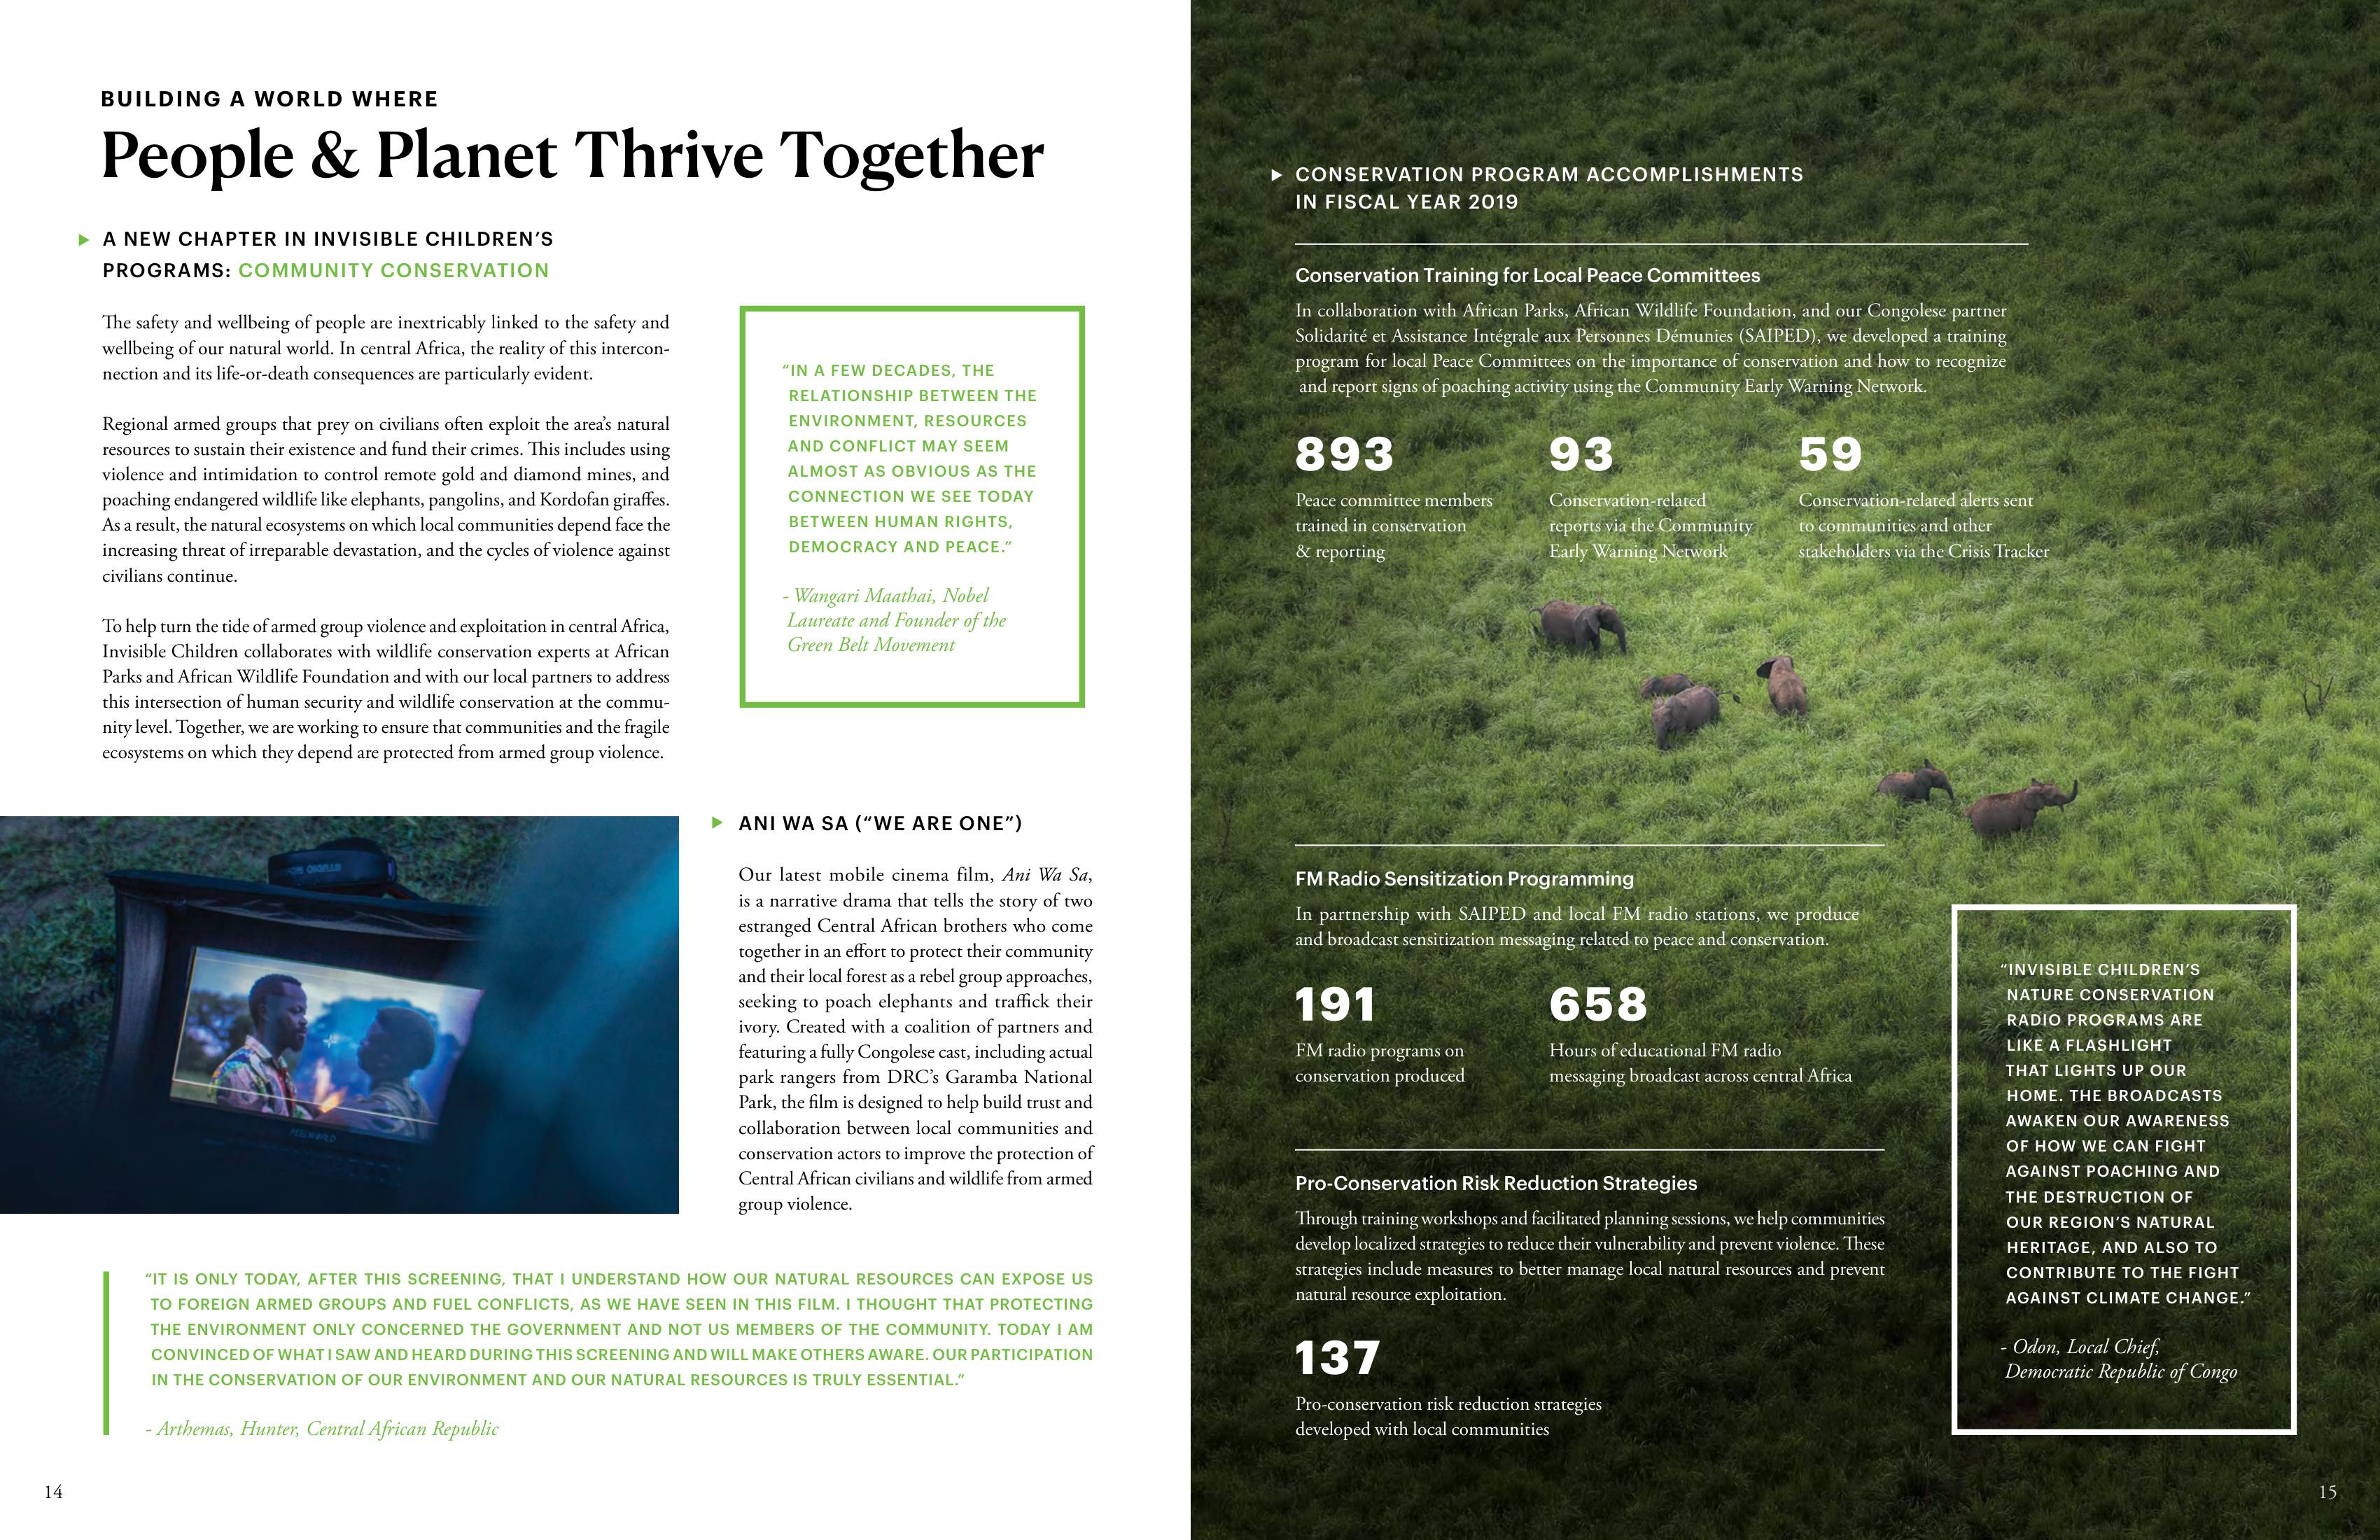 BUILDING A WORLD WHERE
People & Planet Thrive Together
A NEW CHAPTER IN INVISIBLE CHILDREN'S
PROGRAMS: COMMUNITY CONSERVATION
The safety and wellbeing of people are inextricably linked to the safety and
wellbeing of our natural world. In central Africa, the reality of this intercon-
nection and its life-or-death consequences are particularly evident.
Regional armed groups that prey on civilians often exploit the area's natural
resources to sustain their existence and fund their crimes. This includes using
violence and intimidation to control remote gold and diamond mines, and
poaching endangered wildlife like elephants, pangolins, and Kordofan giraffes.
As a result, the natural ecosystems on which local communities depend face the
increasing threat of irreparable devastation, and the cycles of violence against
civilians continue.
To help turn the tide of armed group violence and exploitation in central Africa,
Invisible Children collaborates with wildlife conservation experts at African
Parks and African Wildlife Foundation and with our local partners to address
this intersection of human security and wildlife conservation at the commu-
nity level. Together, we are working to ensure that communities and the fragile
ecosystems on which they depend are protected from armed group violence.
"IN A FEW DECADES, THE
RELATIONSHIP BETWEEN THE
ENVIRONMENT, RESOURCES
AND CONFLICT MAY SEEM
ALMOST AS OBVIOUS AS THE
CONNECTION WE SEE TODAY
BETWEEN HUMAN RIGHTS,
DEMOCRACY AND PEACE."
- Wangari Maathai, Nobel
Laureate and Founder of the
Green Belt Movement
ANI WA SA ("WE ARE ONE")
Our latest mobile cinema film, Ani Wa Sa,
is a narrative drama that tells the story of two
estranged Central African brothers who come
together in an effort to protect their community
and their local forest as a rebel group approaches,
seeking to poach elephants and traffick their
ivory. Created with a coalition of partners and
featuring a fully Congolese cast, including actual
park rangers from DRC's Garamba National
Park, the film is designed to help build trust and
collaboration between local communities and
conservation actors to improve the protection of
Central African civilians and wildlife from armed
group violence.
"IT IS ONLY TODAY, AFTER THIS SCREENING, THAT I UNDERSTAND HOW OUR NATURAL RESOURCES CAN EXPOSE US
TO FOREIGN ARMED GROUPS AND FUEL CONFLICTS, AS WE HAVE SEEN IN THIS FILM. I THOUGHT THAT PROTECTING
THE ENVIRONMENT ONLY CONCERNED THE GOVERNMENT AND NOT US MEMBERS OF THE COMMUNITY. TODAY I AM
CONVINCED OF WHAT I SAW AND HEARD DURING THIS SCREENING AND WILL MAKE OTHERS AWARE. OUR PARTICIPATION
IN THE CONSERVATION OF OUR ENVIRONMENT AND OUR NATURAL RESOURCES IS TRULY ESSENTIAL."
- Arthemas, Hunter, Central African Republic
14
CONSERVATION PROGRAM ACCOMPLISHMENTS
IN FISCAL YEAR 2019
Conservation Training for Local Peace Committees
In collaboration with African Parks, African Wildlife Foundation, and our Congolese partner
Solidarité et Assistance Intégrale aux Personnes Démunies (SAIPED), we developed a training
program for local Peace Committees on the importance of conservation and how to recognize
and report signs of poaching activity using the Community Early Warning Network.
893
Peace committee members
trained in conservation
& reporting
93
Conservation-related
reports via the Community
Early Warning Network
59
Conservation-related alerts sent
to communities and other
stakeholders via the Crisis Tracker
FM Radio Sensitization Programming
In partnership with SAIPED and local FM radio stations, we produce
and broadcast sensitization messaging related to peace and conservation.
191
FM radio programs on
conservation produced
658
Hours of educational FM radio
messaging broadcast across central Africa
Pro-Conservation Risk Reduction Strategies
Through training workshops and facilitated planning sessions, we help communities
develop localized strategies to reduce their vulnerability and prevent violence. These
strategies include measures to better manage local natural resources and prevent
natural resource exploitation.
137
Pro-conservation risk reduction strategies
developed with local communities
"INVISIBLE CHILDREN'S
NATURE CONSERVATION
RADIO PROGRAMS ARE
LIKE A FLASHLIGHT
THAT LIGHTS UP OUR
HOME. THE BROADCASTS
AWAKEN OUR AWARENESS
OF HOW WE CAN FIGHT
AGAINST POACHING AND
THE DESTRUCTION OF
OUR REGION'S NATURAL
HERITAGE, AND ALSO TO
CONTRIBUTE TO THE FIGHT
AGAINST CLIMATE CHANGE."
- Odon, Local Chief,
Democratic Republic of Congo
15